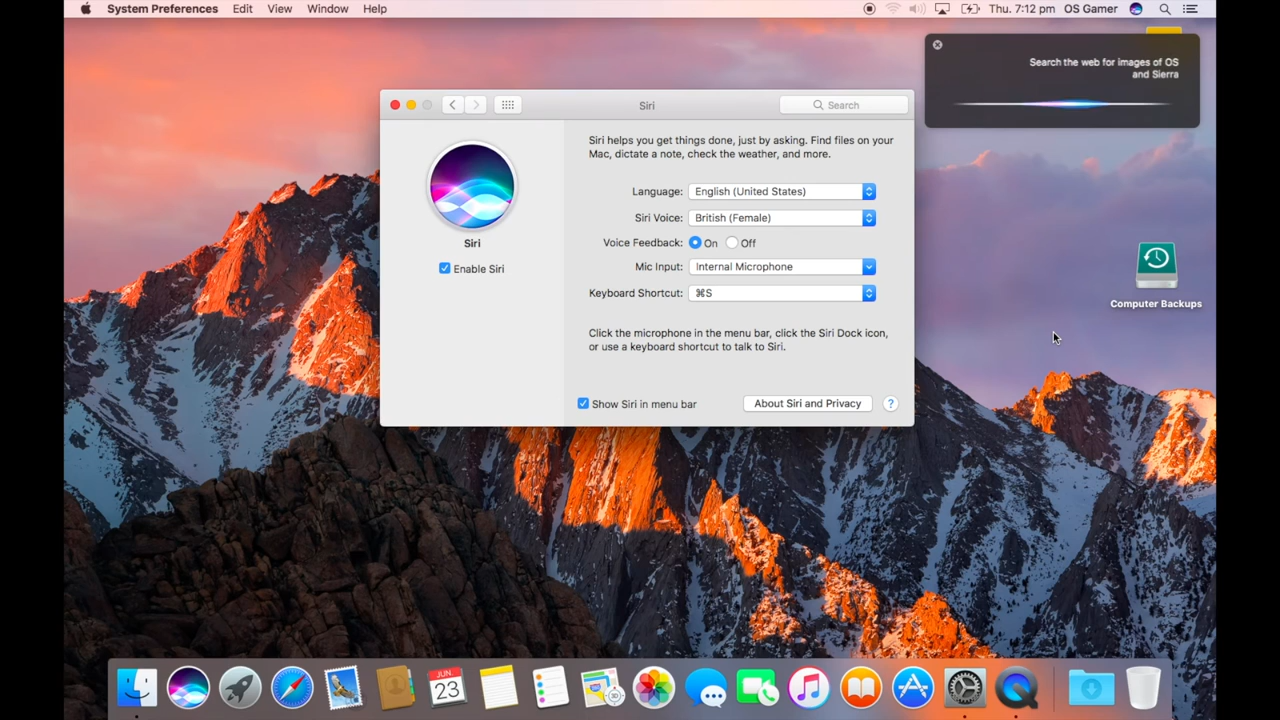 System Preferences Edit View Window Help
Thu. 7:12 pm OS Gamer
Search the web for images of OS
and Sierra
Siri
Search
Siri helps you get things done, just by asking. Find files on your
Mac, dictate a note, check the weather, and more.
Language: English (United States)
Siri Voice: British (Female)
Siri
Voice Feedback: On Off
Enable Siri
Mic Input: Internal Microphone
Keyboard Shortcut: ⌘S
Click the microphone in the menu bar, click the Siri Dock icon,
or use a keyboard shortcut to talk to Siri.
Show Siri in menu bar
About Siri and Privacy
?
Computer Backups
JUN.
23
3D